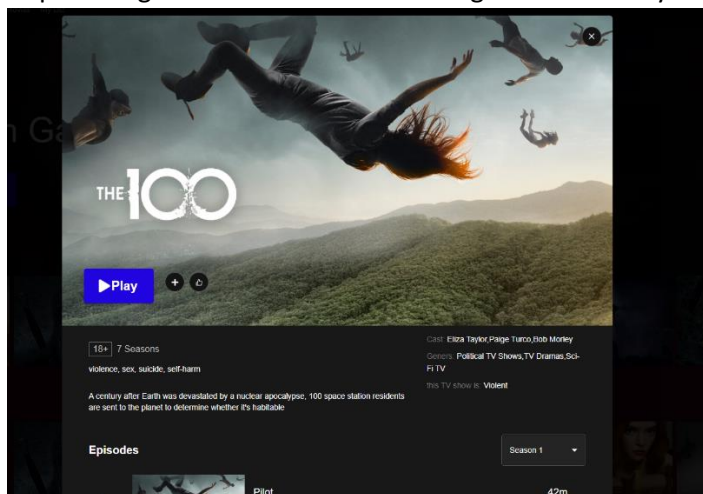 THE 100
Play
18+ 7 Seasons
violence, sex, suicide, self-harm
A century after Earth was devastated by a nuclear apocalypse, 100 space station residents
are sent to the planet to determine whether it's habitable
Cast: Eliza Taylor,Paige Turco,Bob Morley
Geners: Political TV Shows,TV Dramas,Sci-
Fi TV
this TV show is: Violent
Episodes
Season 1
Pilot
42m